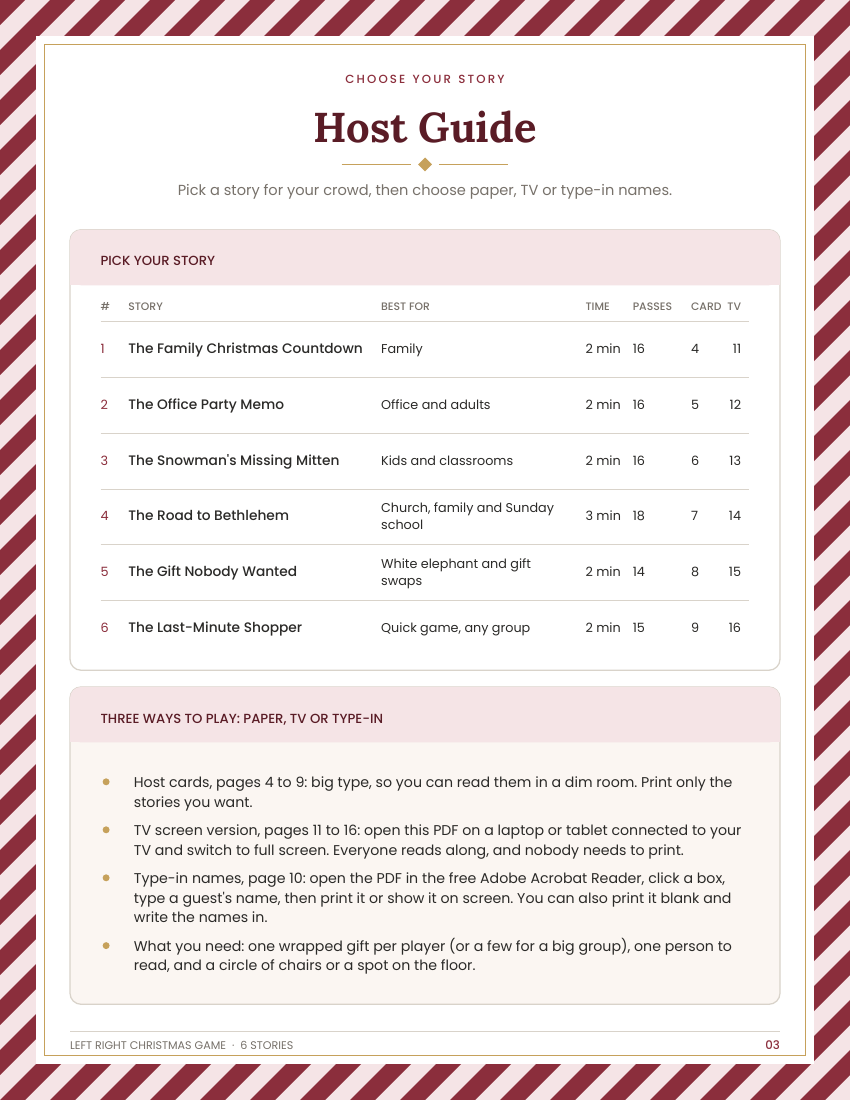 CHOOSE YOUR STORY
Host Guide
Pick a story for your crowd, then choose paper, TV or type-in names.
PICK YOUR STORY
# STORY BEST FOR TIME PASSES CARD TV
1 The Family Christmas Countdown Family 2 min 16 4 11
2 The Office Party Memo Office and adults 2 min 16 5 12
3 The Snowman's Missing Mitten Kids and classrooms 2 min 16 6 13
4 The Road to Bethlehem Church, family and Sunday school 3 min 18 7 14
5 The Gift Nobody Wanted White elephant and gift swaps 2 min 14 8 15
6 The Last-Minute Shopper Quick game, any group 2 min 15 9 16
THREE WAYS TO PLAY: PAPER, TV OR TYPE-IN
Host cards, pages 4 to 9: big type, so you can read them in a dim room. Print only the
stories you want.
TV screen version, pages 11 to 16: open this PDF on a laptop or tablet connected to your
TV and switch to full screen. Everyone reads along, and nobody needs to print.
Type-in names, page 10: open the PDF in the free Adobe Acrobat Reader, click a box,
type a guest's name, then print it or show it on screen. You can also print it blank and
write the names in.
What you need: one wrapped gift per player (or a few for a big group), one person to
read, and a circle of chairs or a spot on the floor.
LEFT RIGHT CHRISTMAS GAME · 6 STORIES
03